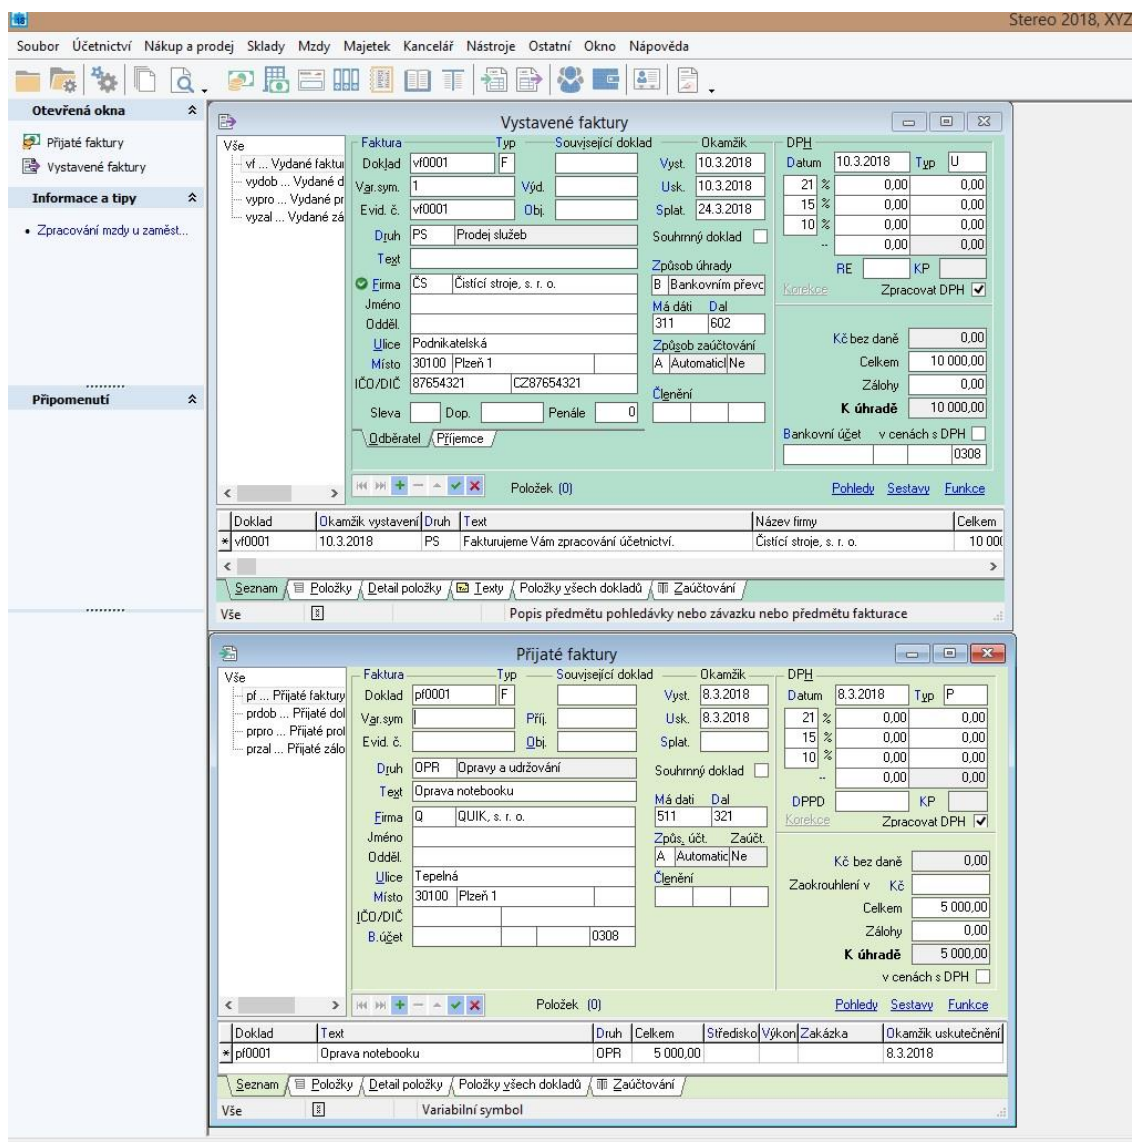 Stereo 2018, XYZ
Soubor Účetnictví Nákup a prodej Sklady Mzdy Majetek Kancelář Nástroje Ostatní Okno Nápověda
Otevřená okna
Přijaté faktury
Vystavené faktury
Informace a tipy
Zpracování mzdy u zaměst...
Připomenutí
Vystavené faktury
Vše
vf ... Vydané faktu
vydob ... Vydané d
vypro ... Vydané pr
vyzal ... Vydané zá
Faktura Typ Související doklad Okamžik DPH
Doklad vf0001 F Vyst. 10.3.2018 Datum 10.3.2018 Typ U
Var.sym. 1 Výd. Usk. 10.3.2018 21 % 0,00 0,00
Evid. č. vf0001 Obj. Splat. 24.3.2018 15 % 0,00 0,00
10 % 0,00 0,00
Druh PS Prodej služeb Souhrnný doklad -- 0,00 0,00
Text
Způsob úhrady RE KP
Firma ČS Čistící stroje, s. r. o. B Bankovním převc Korekce Zpracovat DPH
Jméno Má dáti Dal
Odděl. 311 602
Ulice Podnikatelská Způsob zaúčtování Kč bez daně 0,00
Místo 30100 Plzeň 1 A Automaticl Ne Celkem 10 000,00
IČO/DIČ 87654321 CZ87654321 Členění Zálohy 0,00
Sleva Dop. Penále 0 K úhradě 10 000,00
Odběratel Příjemce Bankovní účet v cenách s DPH
0308
Položek (0) Pohledy Sestavy Funkce
Doklad Okamžik vystavení Druh Text Název firmy Celkem
* vf0001 10.3.2018 PS Fakturujeme Vám zpracování účetnictví. Čistící stroje, s. r. o. 10 000
Seznam Položky Detail položky Texty Položky všech dokladů Zaúčtování
Vše Popis předmětu pohledávky nebo závazku nebo předmětu fakturace
Přijaté faktury
Vše
pf ... Přijaté faktury
prdob ... Přijaté dol
prpro ... Přijaté prol
przal ... Přijaté zálo
Faktura Typ Související doklad Okamžik DPH
Doklad pf0001 F Vyst. 8.3.2018 Datum 8.3.2018 Typ P
Var.sym Příj. Usk. 8.3.2018 21 % 0,00 0,00
Evid. č. Obj. Splat. 15 % 0,00 0,00
10 % 0,00 0,00
Druh OPR Opravy a udržování Souhrnný doklad -- 0,00 0,00
Text Oprava notebooku Má dati Dal DPPD KP
Firma Q QUIK, s. r. o. 511 321 Korekce Zpracovat DPH
Jméno Způs. účt. Zaúčt.
Odděl. A Automatic Ne Kč bez daně 0,00
Ulice Tepelná Členění Zaokrouhlení v Kč
Místo 30100 Plzeň 1 Celkem 5 000,00
IČO/DIČ Zálohy 0,00
B.účet 0308 K úhradě 5 000,00
v cenách s DPH
Položek (0) Pohledy Sestavy Funkce
Doklad Text Druh Celkem Středisko Výkon Zakázka Okamžik uskutečnění
* pf0001 Oprava notebooku OPR 5 000,00 8.3.2018
Seznam Položky Detail položky Položky všech dokladů Zaúčtování
Vše Variabilní symbol